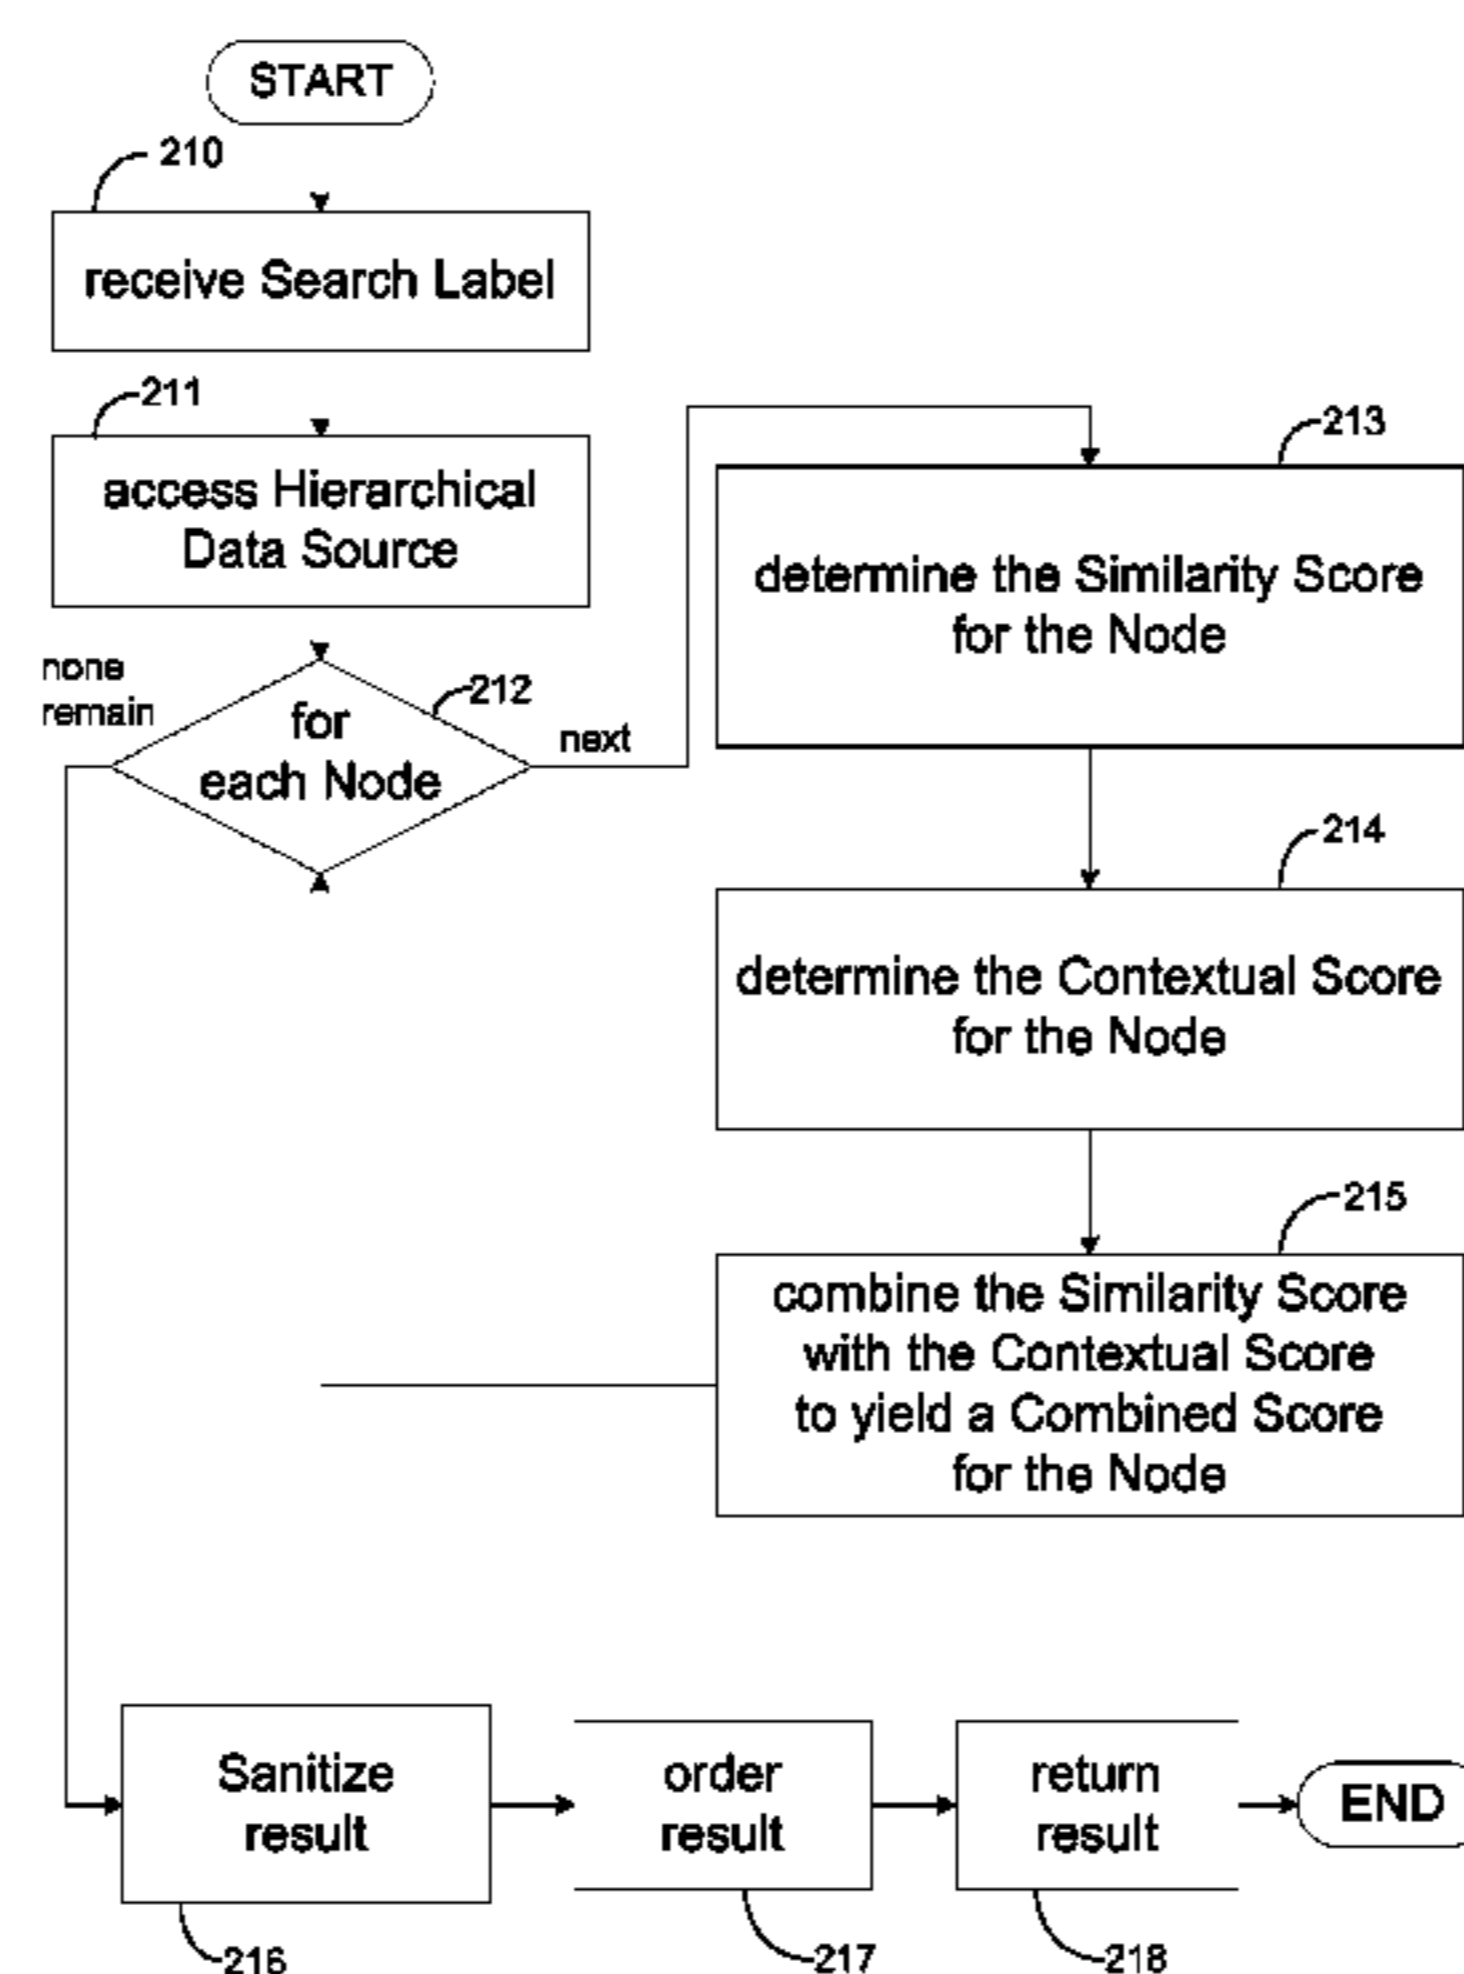 START
210
receive Search Label
211
access Hierarchical
Data Source
none
remain
212
for
each Node
next
213
determine the Similarity Score
for the Node
214
determine the Contextual Score
for the Node
215
combine the Similarity Score
with the Contextual Score
to yield a Combined Score
for the Node
Sanitize
result
216
order
result
217
return
result
218
END